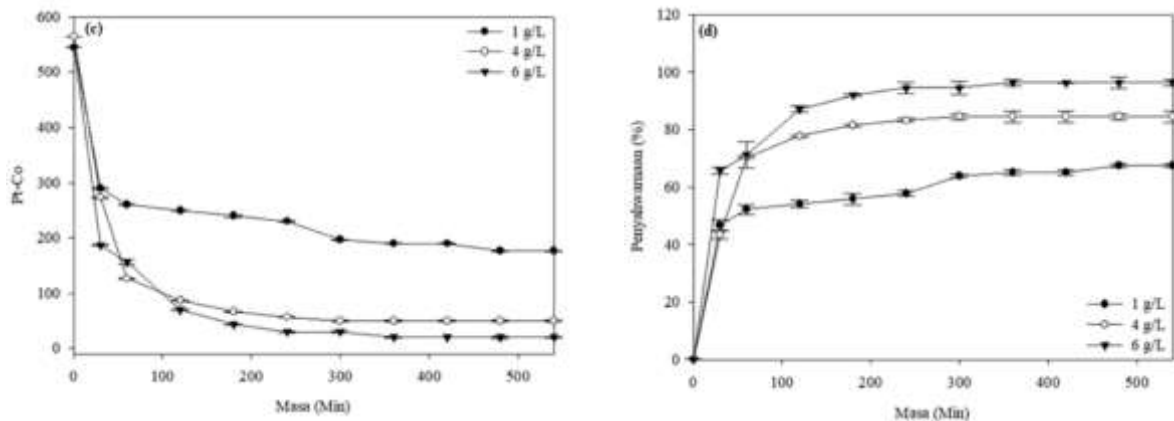 (c)
600
500
400
300
200
100
0
Pt-Co
1 g/L
4 g/L
6 g/L
0 100 200 300 400 500
Masa (Min)
(d)
120
100
80
60
40
20
0
Penyahwarnaan (%)
1 g/L
4 g/L
6 g/L
0 100 200 300 400 500
Masa (Min)